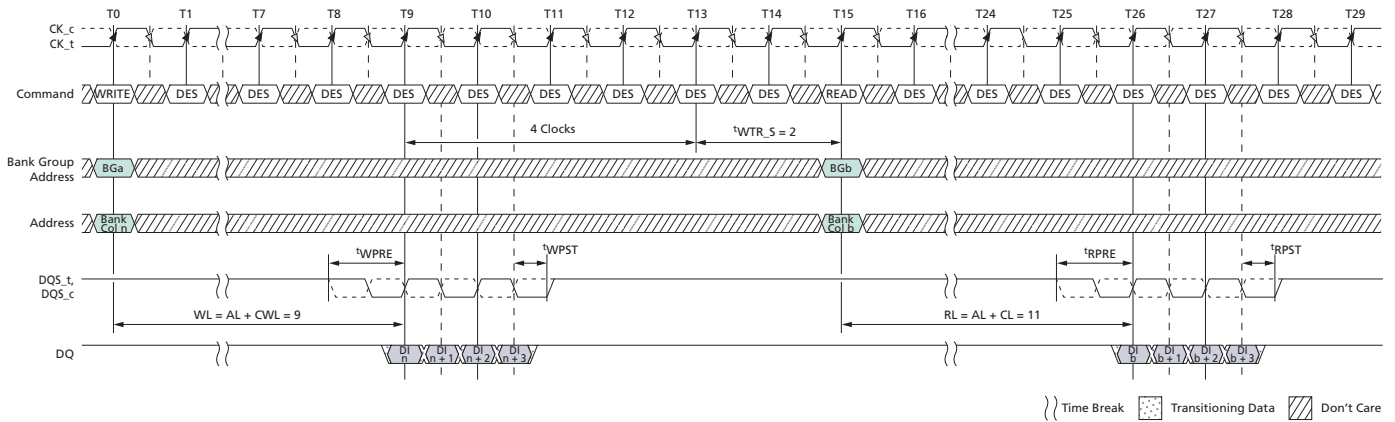 T0 T1 T7 T8 T9 T10 T11 T12 T13 T14 T15 T16 T24 T25 T26 T27 T28 T29
CK_c
CK_t
Command WRITE DES DES DES DES DES DES DES DES DES READ DES DES DES DES DES DES DES
4 Clocks tWTR_S = 2
Bank Group
Address BGa BGb
Address Bank Col n Bank Col b
tWPRE tWPST tRPRE tRPST
DQS_t,
DQS_c
WL = AL + CWL = 9 RL = AL + CL = 11
DQ DI n DI n + 1 DI n + 2 DI n + 3 DI b DI b + 1 DI b + 2 DI b + 3
Time Break Transitioning Data Don't Care